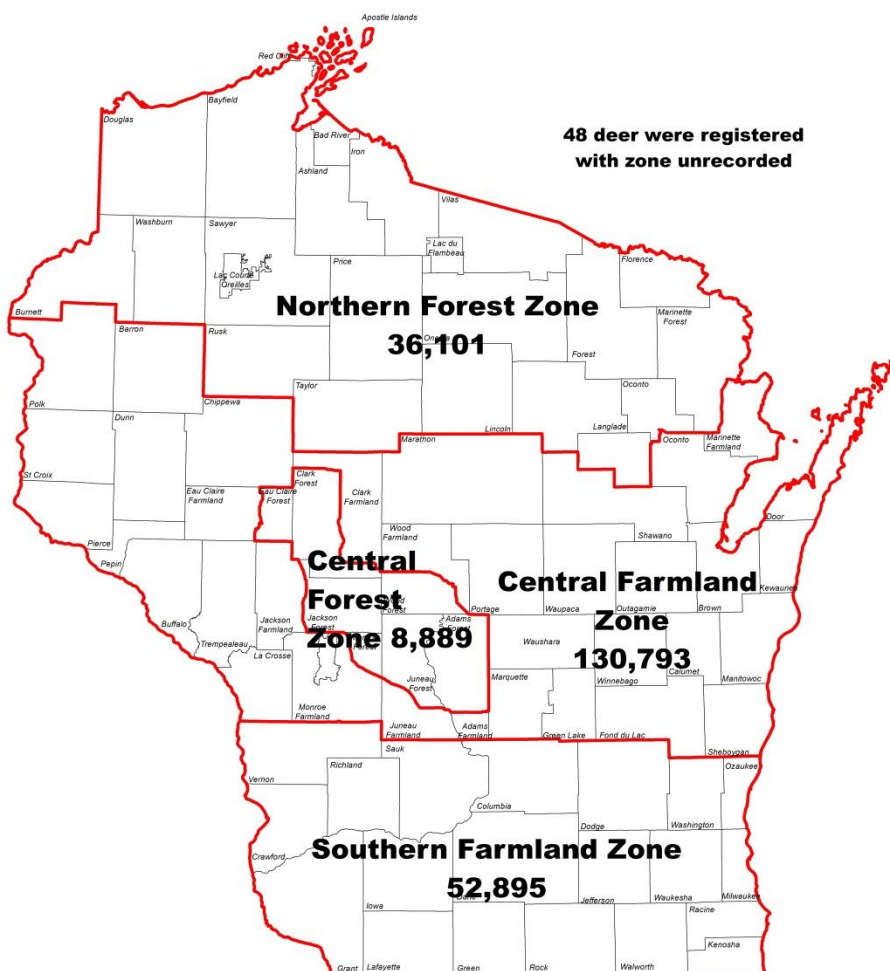 Apostle Islands
Red Cliff
Bayfield
Douglas
48 deer were registered
with zone unrecorded
Bad River
Iron
Ashland
Vilas
Washburn
Sawyer
Lac du
Flambeau
Price
Florence
Lac Courte
Oreilles
Northern Forest Zone
36,101
Marinette
Forest
Burnett
Barron
Rusk
Oneida
Forest
Taylor
Oconto
Polk
Chippewa
Dunn
Lincoln
Langlade
Marathon
Oconto
Marinette
Farmland
St Croix
Clark
Forest
Eau Claire
Farmland
Eau Claire
Forest
Clark
Farmland
Door
Wood
Farmland
Shawano
Pierce
Pepin
Central
Forest
Zone 8,889
Central Farmland
Zone
130,793
Kewaunee
Portage
Waupaca
Outagamie
Brown
Wood
Forest
Buffalo
Jackson
Farmland
Jackson
Forest
Adams
Forest
Trempealeau
La Crosse
Waushara
Marquette
Winnebago
Calumet
Manitowoc
Juneau
Forest
Monroe
Farmland
Juneau
Farmland
Adams
Farmland
Green Lake
Fond du Lac
Sheboygan
Sauk
Richland
Ozaukee
Vernon
Columbia
Dodge
Washington
Crawford
Southern Farmland Zone
52,895
Iowa
Dane
Jefferson
Waukesha
Milwaukee
Racine
Kenosha
Grant
Lafayette
Green
Rock
Walworth